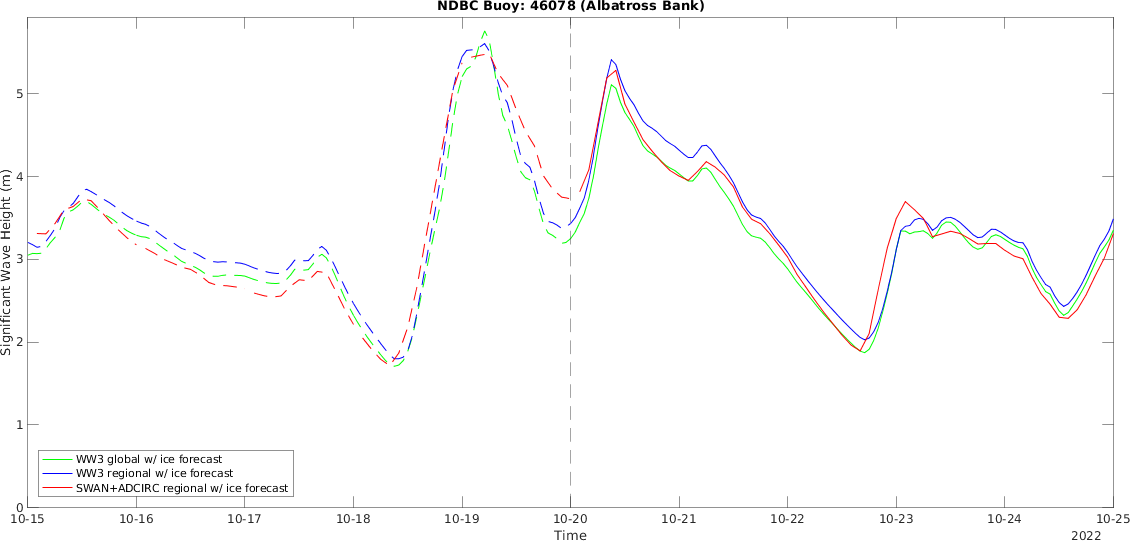 NDBC Buoy: 46078 (Albatross Bank)
Significant Wave Height (m)
5
4
3
2
1
0
WW3 global w/ ice forecast
WW3 regional w/ ice forecast
SWAN+ADCIRC regional w/ ice forecast
10-15 10-16 10-17 10-18 10-19 10-20 10-21 10-22 10-23 10-24 10-25
Time
2022